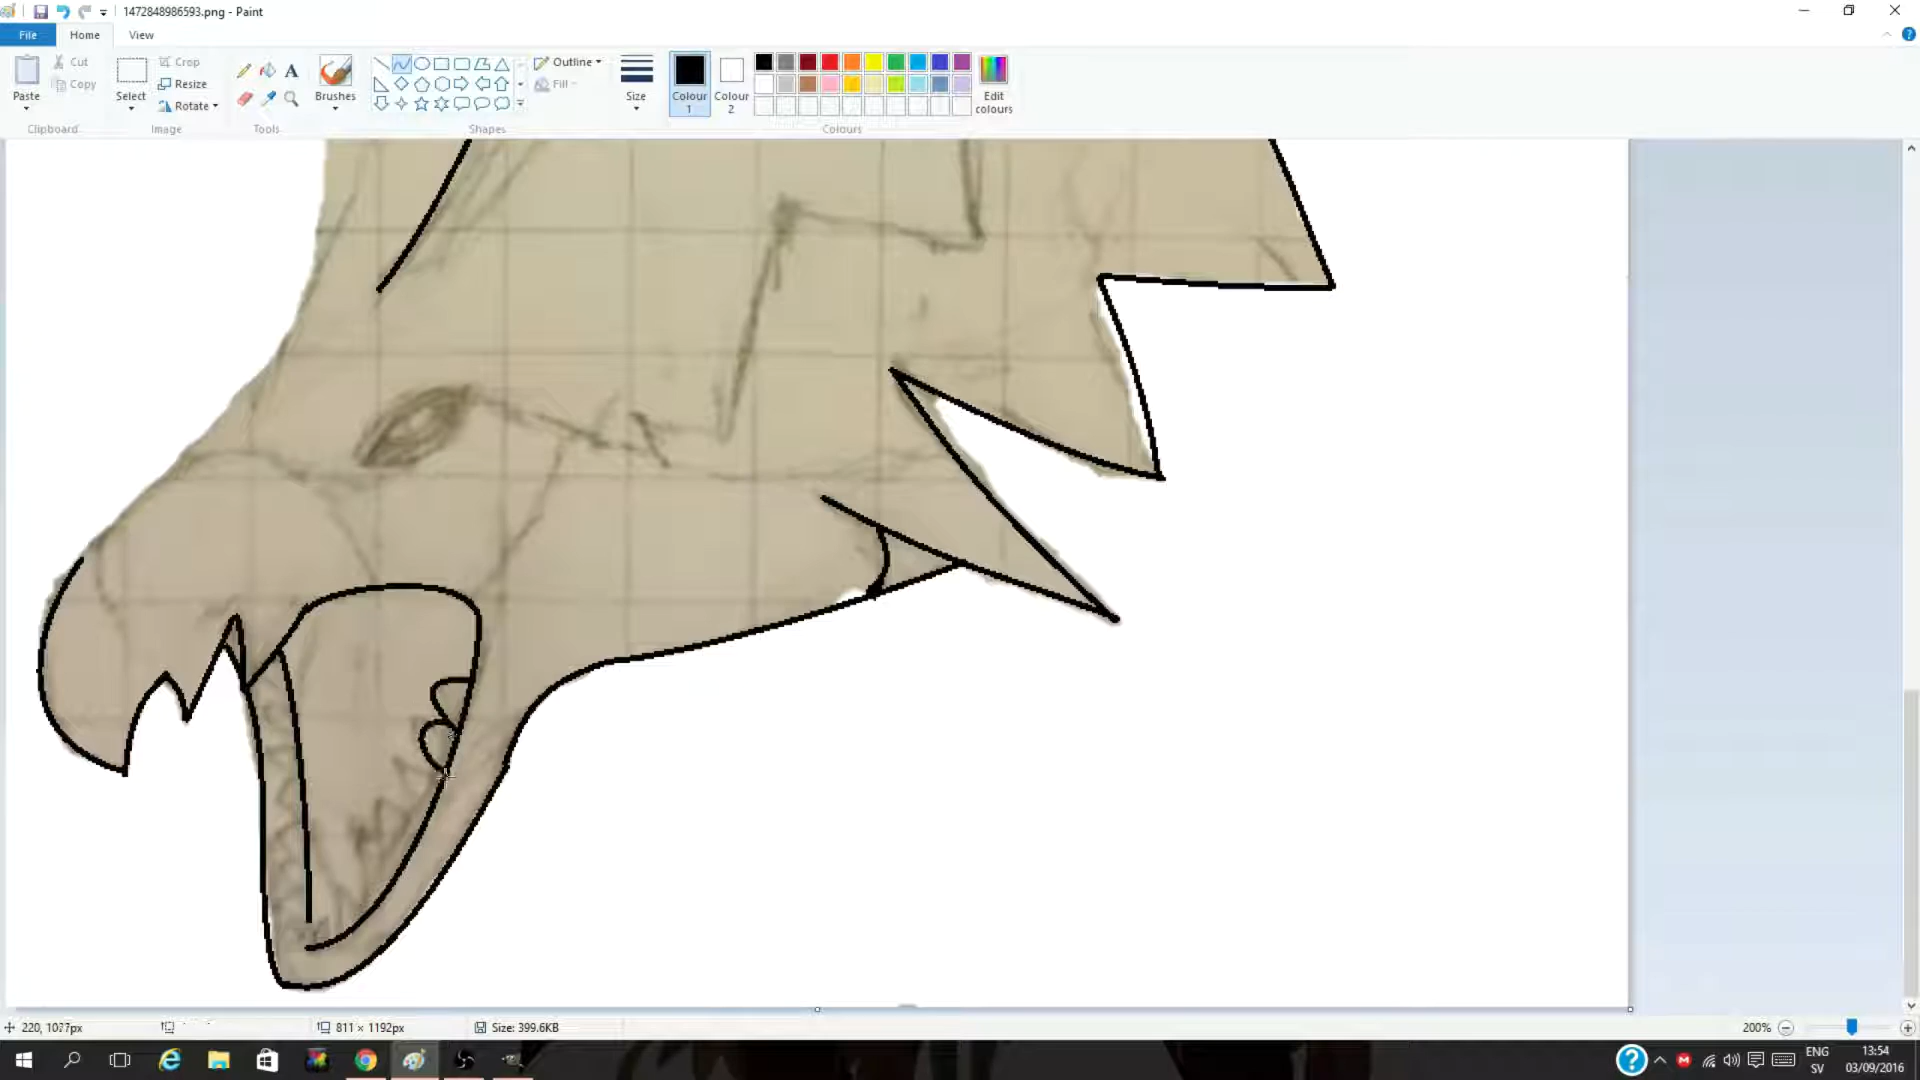 1472848986593.png - Paint
File Home View
Paste
Cut
Copy
Clipboard
Select
Crop
Resize
Rotate
Image
A
Tools
Brushes
Outline
Fill
Shapes
Size
Colour 1
Colour 2
Edit colours
Colours
220, 1077px
811 × 1192px
Size: 399.6KB
200%
ENG
SV
13:54
03/09/2016